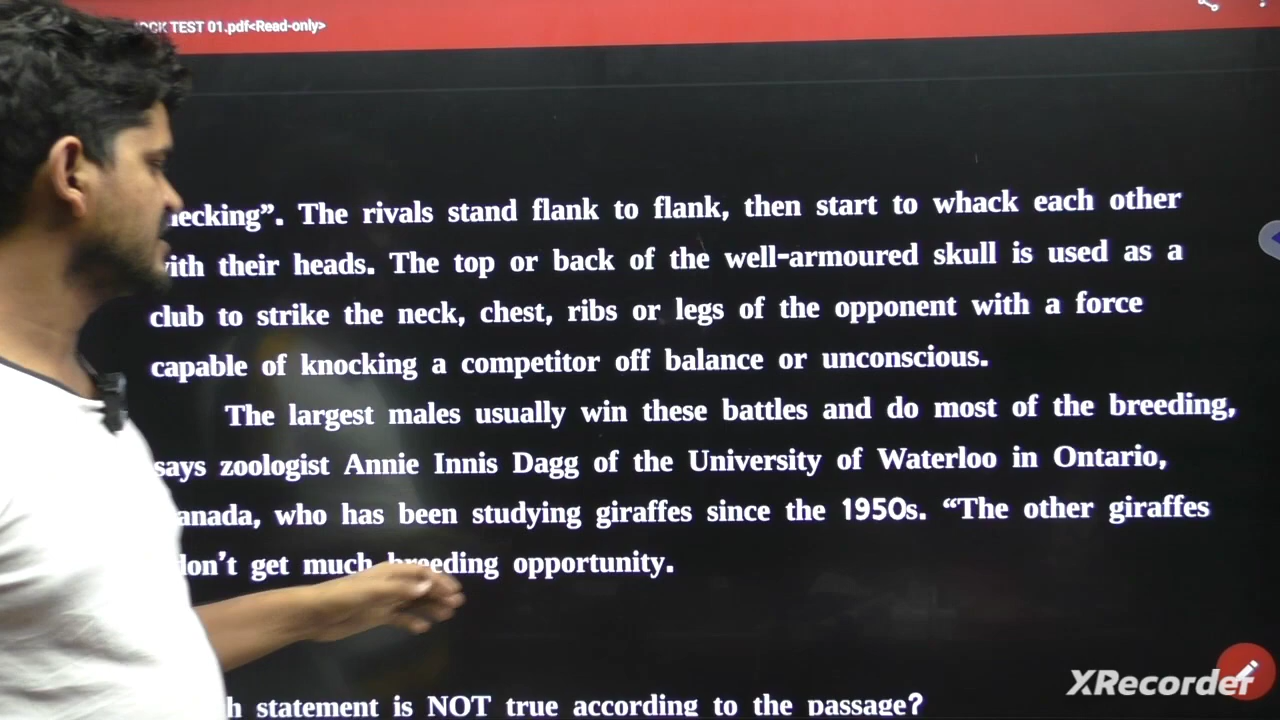 TEST 01.pdf<Read-only>
necking”. The rivals stand flank to flank, then start to whack each other
with their heads. The top or back of the well-armoured skull is used as a
club to strike the neck, chest, ribs or legs of the opponent with a force
capable of knocking a competitor off balance or unconscious.
The largest males usually win these battles and do most of the breeding,
says zoologist Annie Innis Dagg of the University of Waterloo in Ontario,
anada, who has been studying giraffes since the 1950s. “The other giraffes
don’t get much breeding opportunity.
statement is NOT true according to the passage?
XRecorder